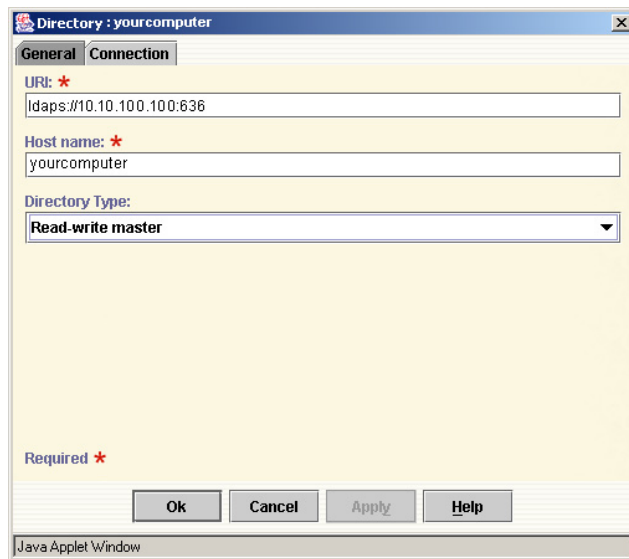 Directory : yourcomputer
General Connection
URI: *
ldaps://10.10.100.100:636
Host name: *
yourcomputer
Directory Type:
Read-write master
Required *
Ok Cancel Apply Help
Java Applet Window